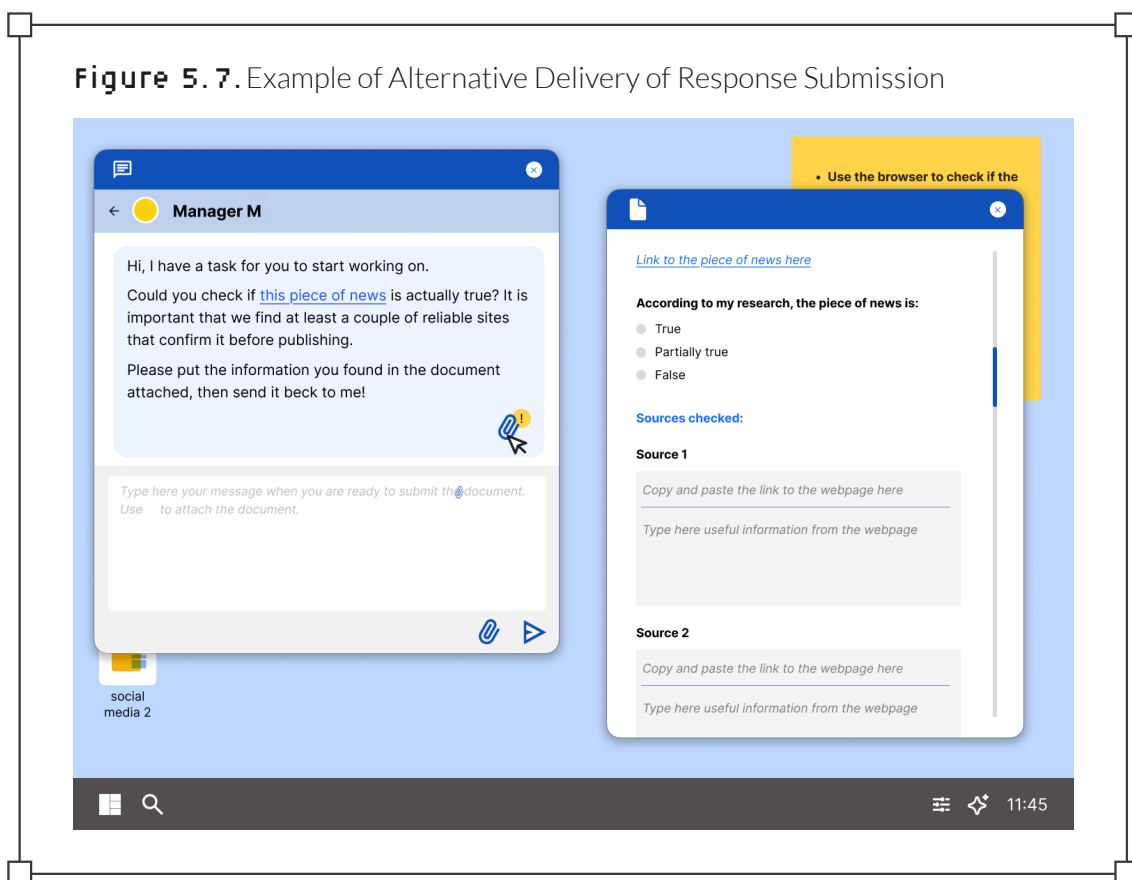 Figure 5.7. Example of Alternative Delivery of Response Submission
Manager M
Hi, I have a task for you to start working on.
Could you check if this piece of news is actually true? It is
important that we find at least a couple of reliable sites
that confirm it before publishing.
Please put the information you found in the document
attached, then send it beck to me!
!
Type here your message when you are ready to submit the document.
Use to attach the document.
social
media 2
• Use the browser to check if the
Link to the piece of news here
According to my research, the piece of news is:
True
Partially true
False
Sources checked:
Source 1
Copy and paste the link to the webpage here
Type here useful information from the webpage
Source 2
Copy and paste the link to the webpage here
Type here useful information from the webpage
11:45